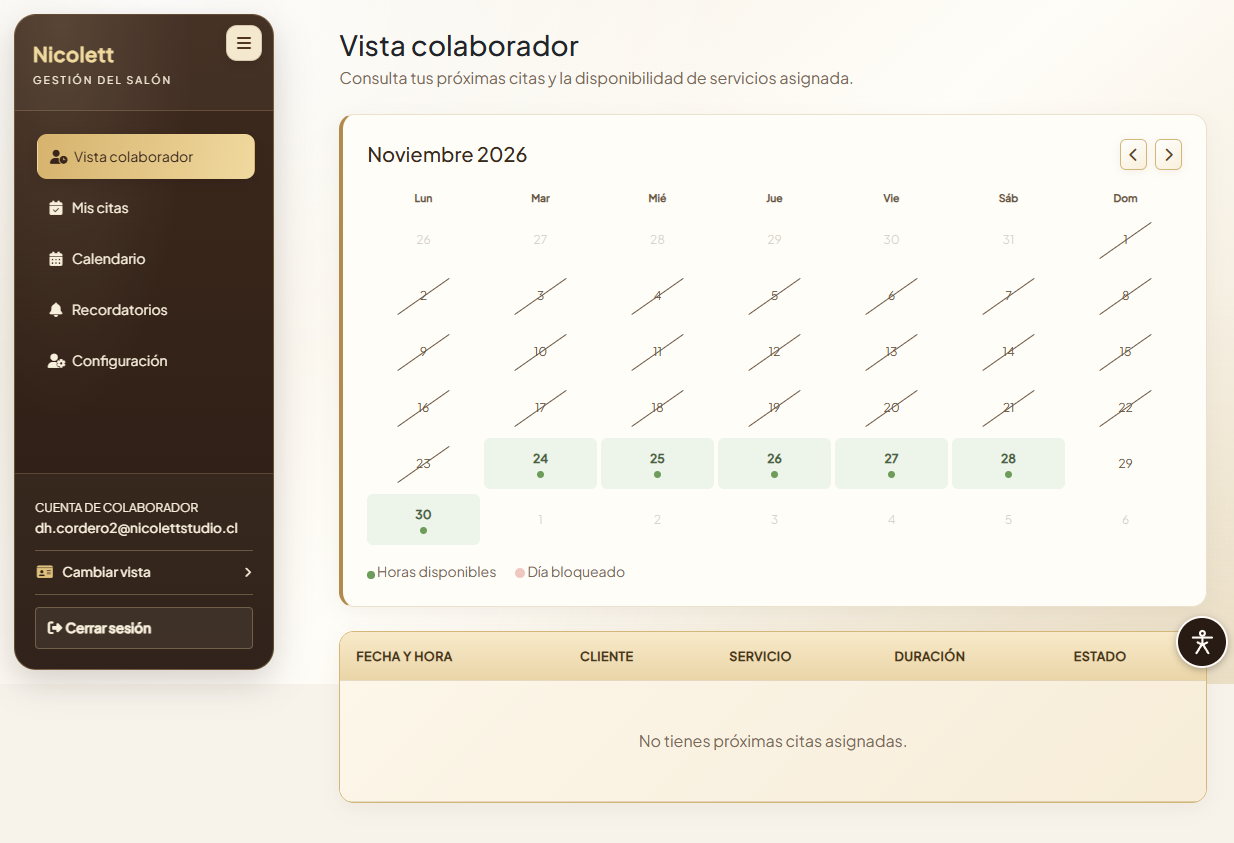 Nicolett
GESTIÓN DEL SALÓN
Vista colaborador
Mis citas
Calendario
Recordatorios
Configuración
CUENTA DE COLABORADOR
dh.cordero2@nicolettstudio.cl
Cambiar vista
Cerrar sesión
Vista colaborador
Consulta tus próximas citas y la disponibilidad de servicios asignada.
Noviembre 2026
Lun Mar Mié Jue Vie Sáb Dom
26 27 28 29 30 31 1
2 3 4 5 6 7 8
9 10 11 12 13 14 15
16 17 18 19 20 21 22
23 24 25 26 27 28 29
30 1 2 3 4 5 6
Horas disponibles Día bloqueado
FECHA Y HORA CLIENTE SERVICIO DURACIÓN ESTADO
No tienes próximas citas asignadas.